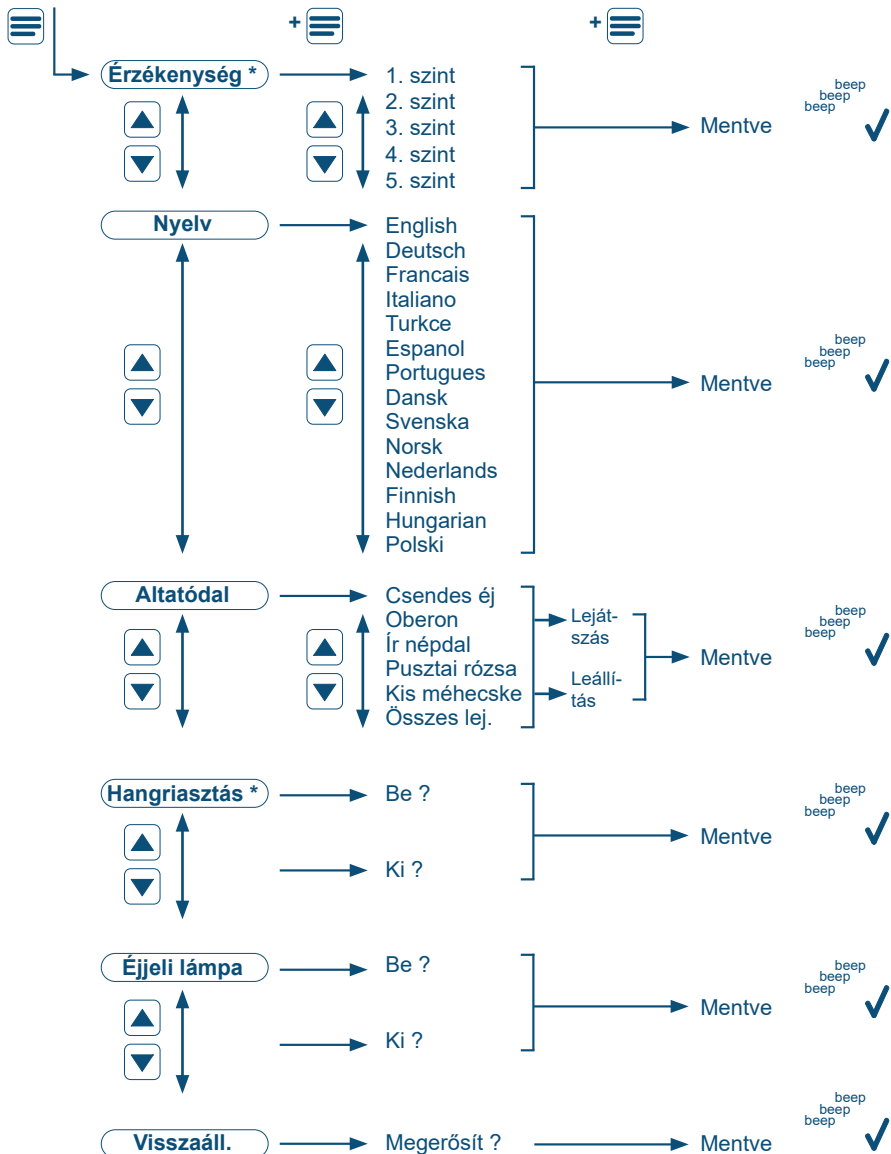 +
+
Érzékenység *
1. szint
2. szint
3. szint
4. szint
5. szint
Mentve
beep
beep
beep
Nyelv
English
Deutsch
Francais
Italiano
Turkce
Espanol
Portugues
Dansk
Svenska
Norsk
Nederlands
Finnish
Hungarian
Polski
Mentve
beep
beep
beep
Altatódal
Csendes éj
Oberon
Ír népdal
Pusztai rózsa
Kis méhecske
Összes lej.
Leját-
szás
Leállí-
tás
Mentve
beep
beep
beep
Hangriasztás *
Be ?
Ki ?
Mentve
beep
beep
beep
Éjjeli lámpa
Be ?
Ki ?
Mentve
beep
beep
beep
Visszaáll.
Megerősít ?
Mentve
beep
beep
beep